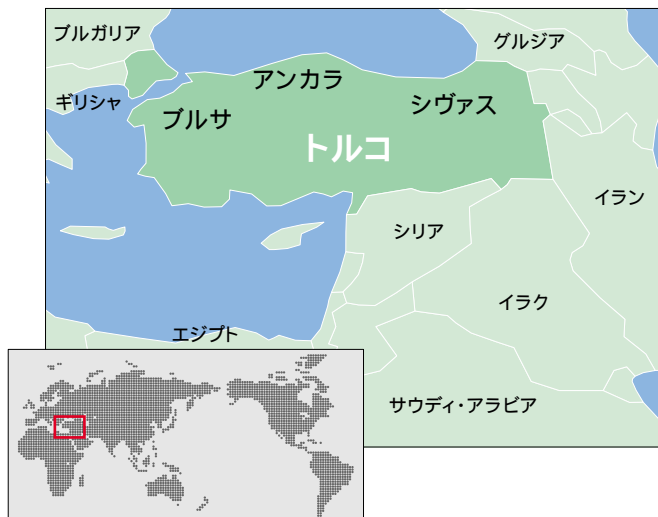 ブルガリア
グルジア
アンカラ
ギリシャ
シヴァス
ブルサ
トルコ
イラン
シリア
イラク
エジプト
サウディ・アラビア